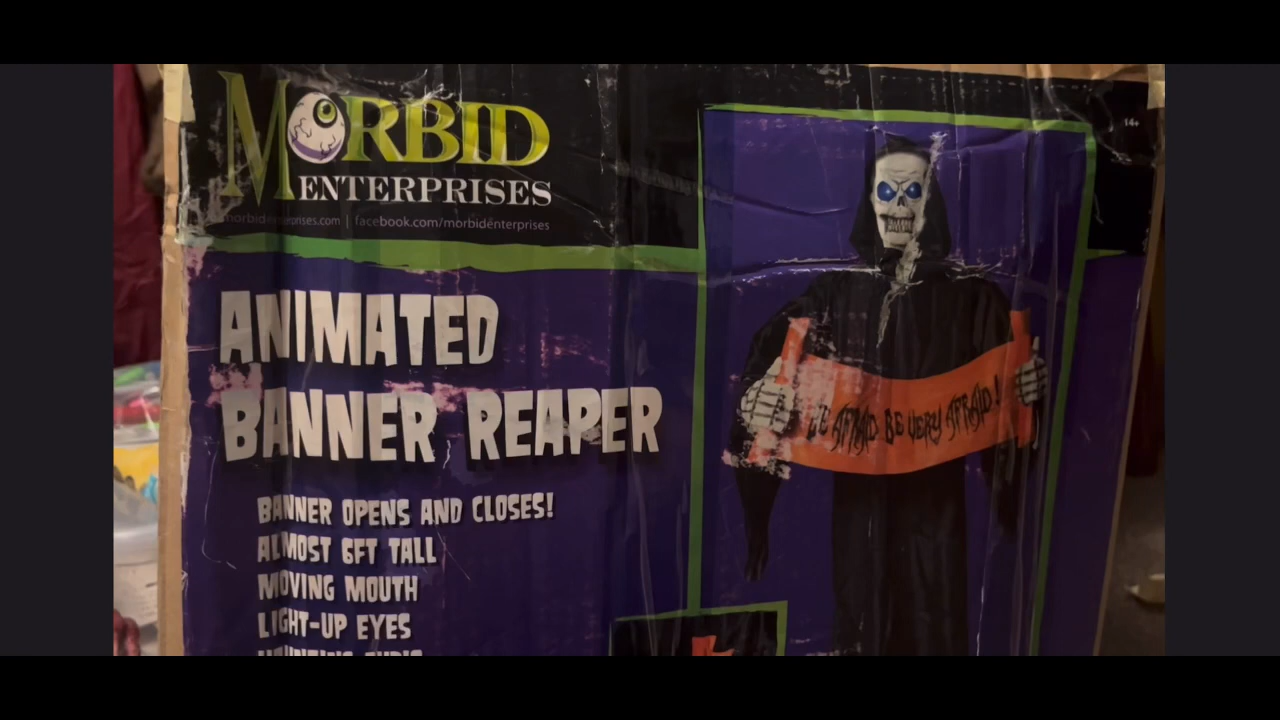 MORBID
ENTERPRISES
morbidenterprises.com | facebook.com/morbidenterprises
14+
ANIMATED
BANNER REAPER
BANNER OPENS AND CLOSES!
ALMOST 6FT TALL
MOVING MOUTH
LIGHT-UP EYES
BE AFRAID BE VERY AFRAID!